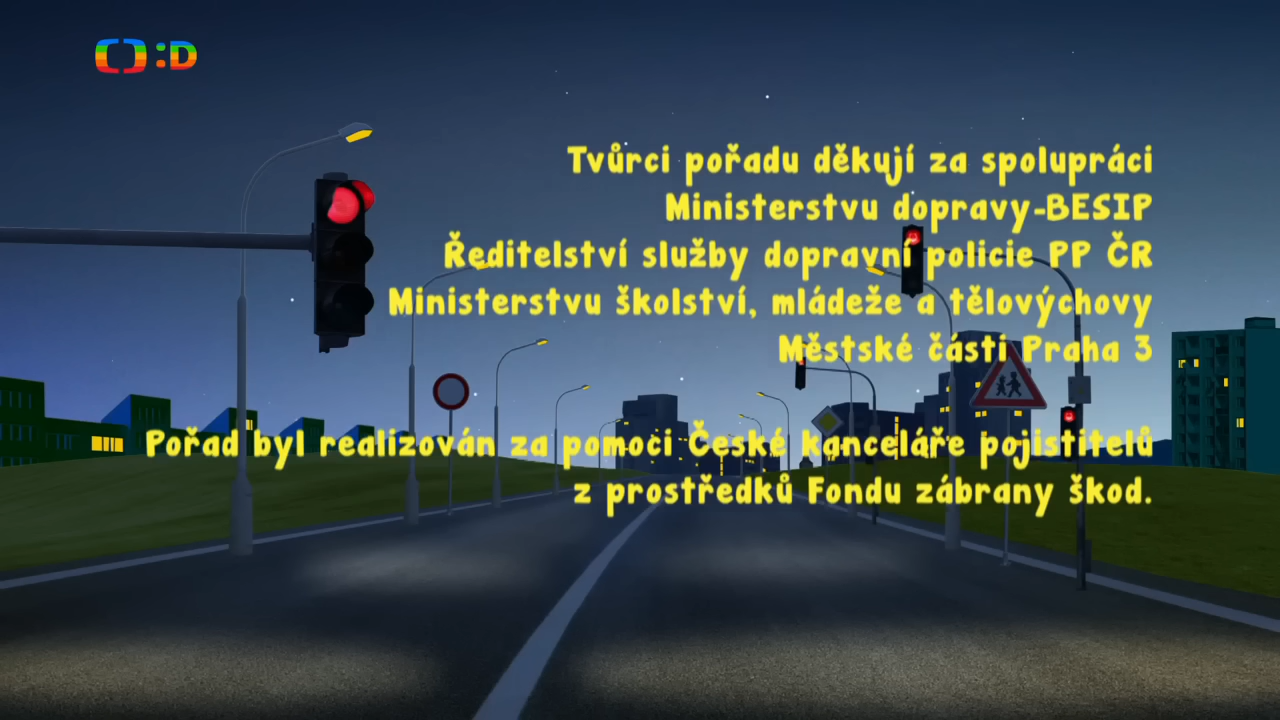 :D
Tvůrci pořadu děkují za spolupráci
Ministerstvu dopravy-BESIP
Ředitelství služby dopravní policie PP ČR
Ministerstvu školství, mládeže a tělovýchovy
Městské části Praha 3
Pořad byl realizován za pomoci České kanceláře pojistitelů
z prostředků Fondu zábrany škod.